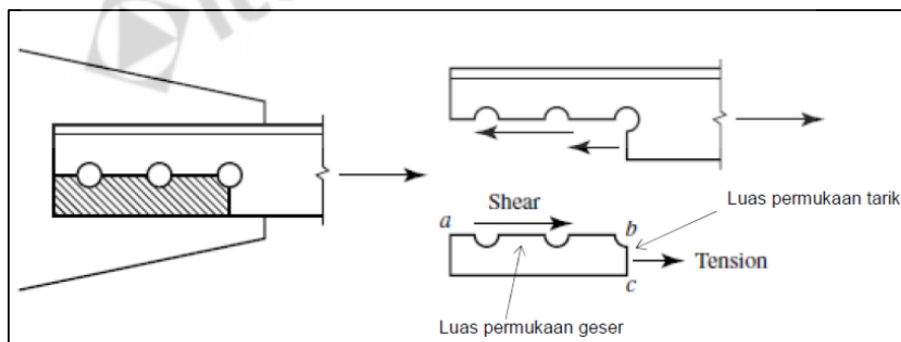 Shear
a
b
Luas permukaan tarik
Tension
c
Luas permukaan geser